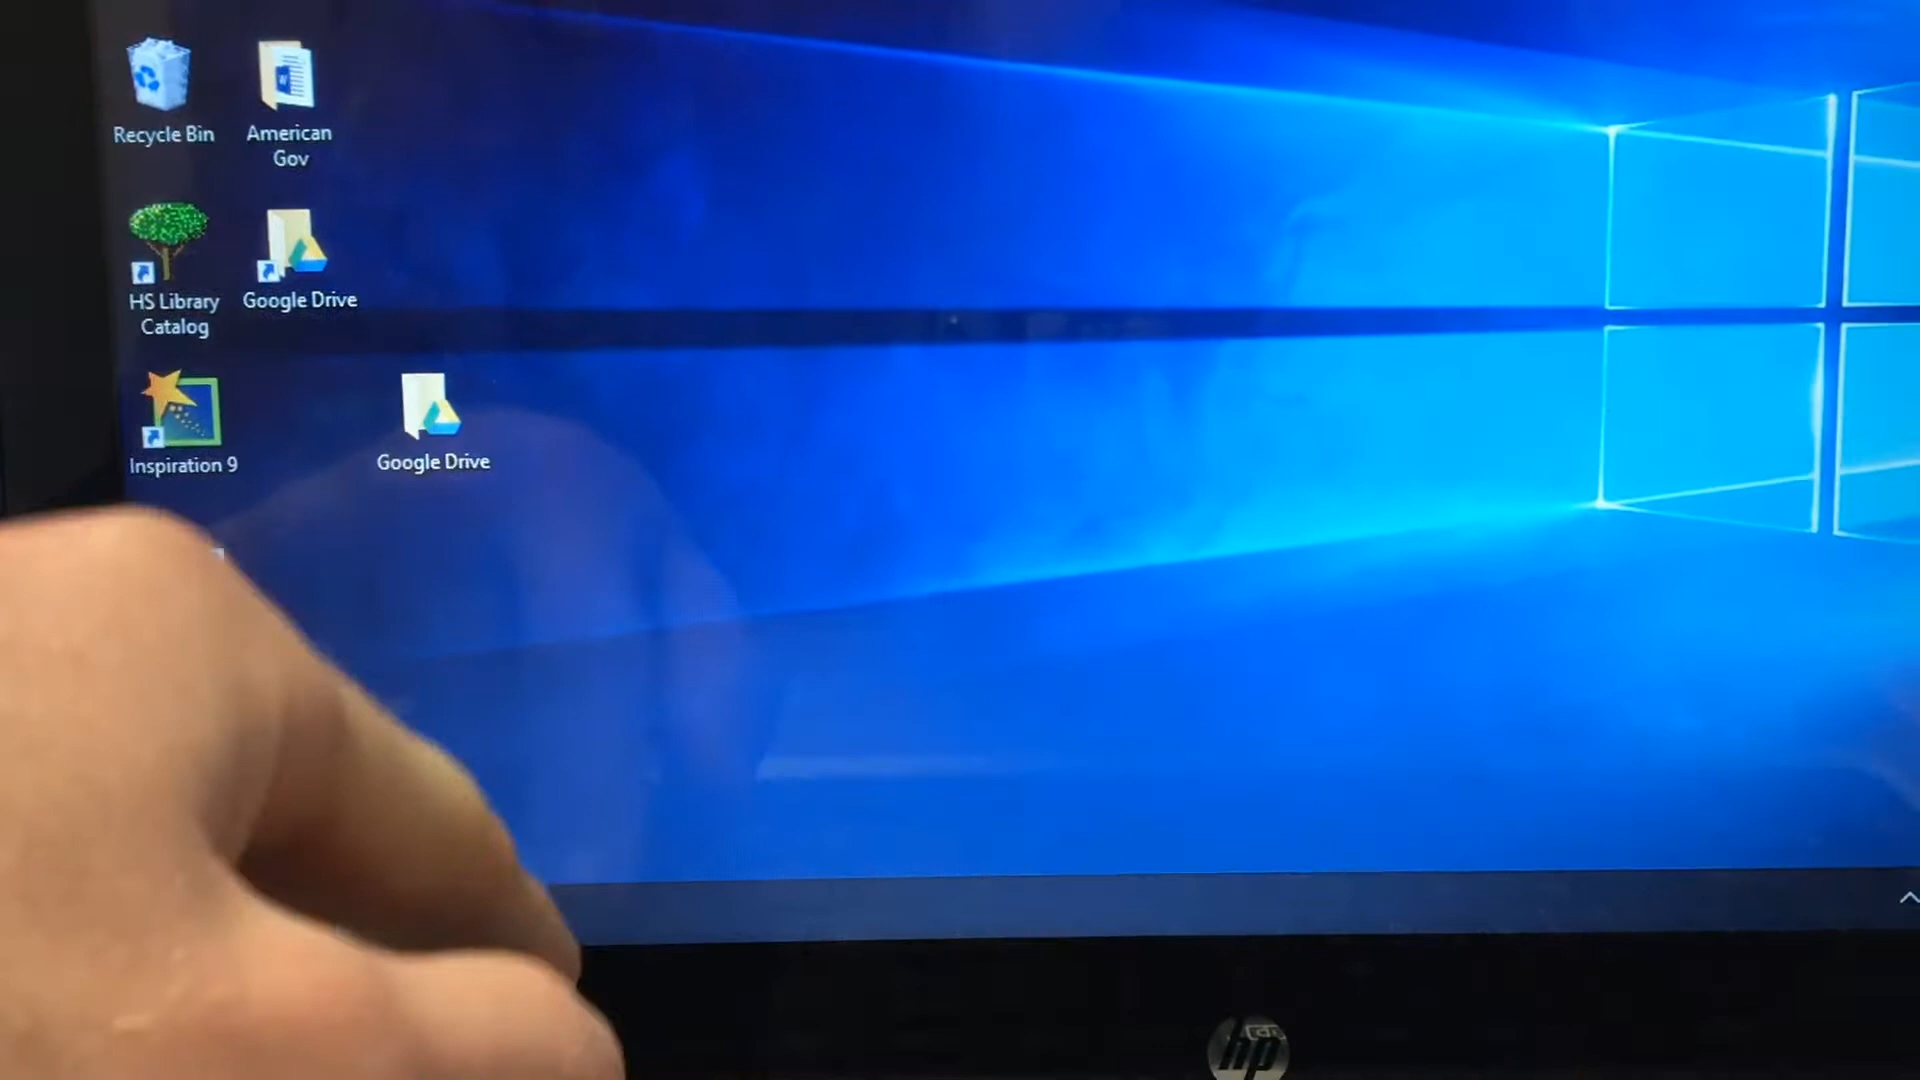 Recycle Bin
American
Gov
HS Library
Catalog
Google Drive
Inspiration 9
Google Drive
hp